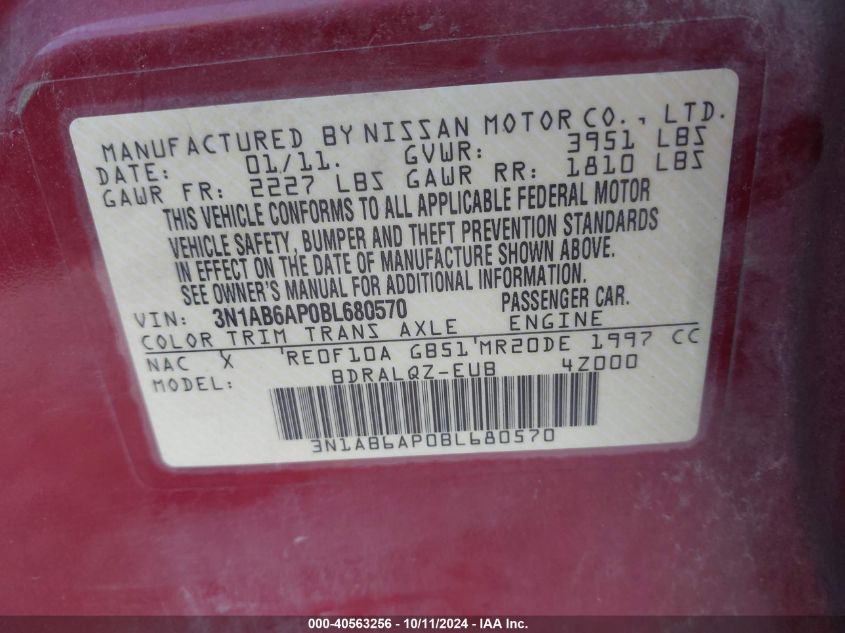 MANUFACTURED BY NISSAN MOTOR CO., LTD.
DATE: 01/11. GVWR: 3951 LBS
GAWR FR: 2227 LBS GAWR RR: 1810 LBS
THIS VEHICLE CONFORMS TO ALL APPLICABLE FEDERAL MOTOR
VEHICLE SAFETY, BUMPER AND THEFT PREVENTION STANDARDS
IN EFFECT ON THE DATE OF MANUFACTURE SHOWN ABOVE.
SEE OWNER'S MANUAL FOR ADDITIONAL INFORMATION.
VIN: 3N1AB6AP0BL680570 PASSENGER CAR.
COLOR TRIM TRANS AXLE ENGINE
NAC X 'RE0F10A GB51'MR20DE 1997 CC
MODEL: BDRALQZ-EUB 4Z000
3N1AB6AP0BL680570
000-40563256 - 10/11/2024 - IAA Inc.